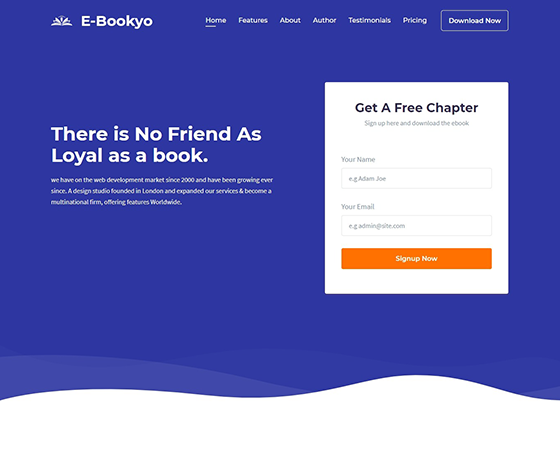 E-Bookyo
Home Features About Author Testimonials Pricing Download Now
There is No Friend As
Loyal as a book.
we have on the web development market since 2000 and have been growing ever
since. A design studio founded in London and expanded our services & become a
multinational firm, offering features Worldwide.
Get A Free Chapter
Sign up here and download the ebook
Your Name
e.g Adam Joe
Your Email
e.g admin@site.com
Signup Now